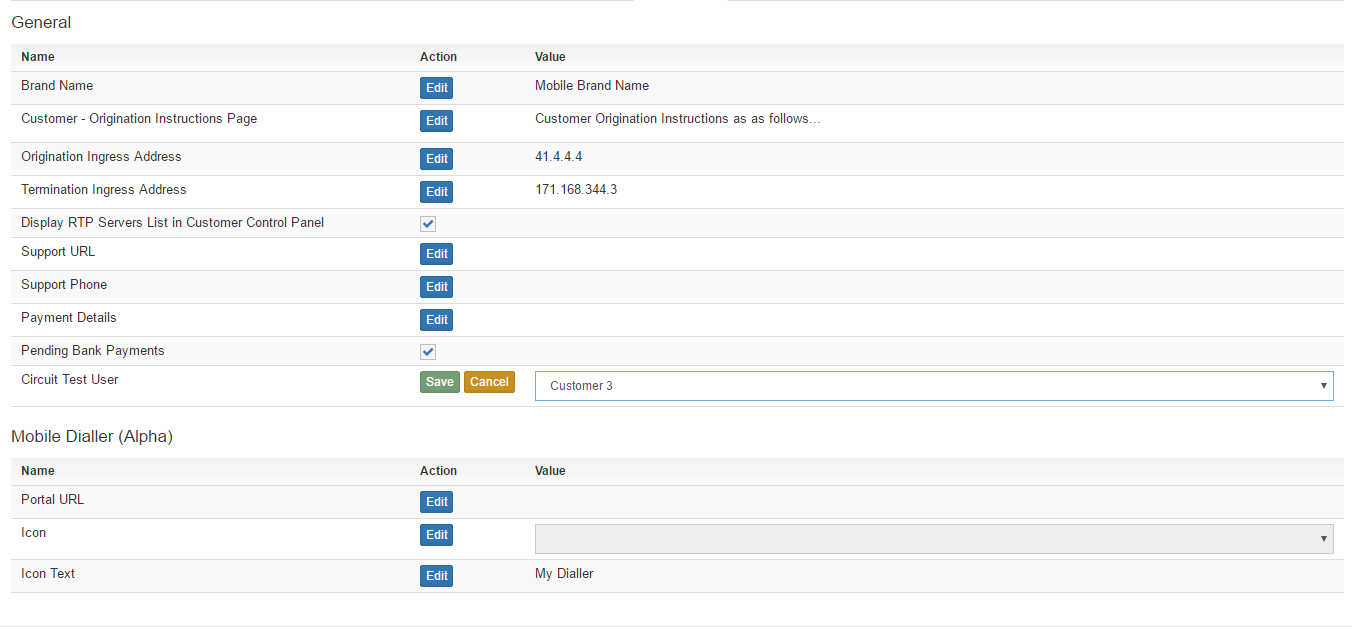 General
Name Action Value
Brand Name Edit Mobile Brand Name
Customer - Origination Instructions Page Edit Customer Origination Instructions as as follows...
Origination Ingress Address Edit 41.4.4.4
Termination Ingress Address Edit 171.168.344.3
Display RTP Servers List in Customer Control Panel
Support URL Edit
Support Phone Edit
Payment Details Edit
Pending Bank Payments
Circuit Test User Save Cancel Customer 3
Mobile Dialler (Alpha)
Name Action Value
Portal URL Edit
Icon Edit
Icon Text Edit My Dialler